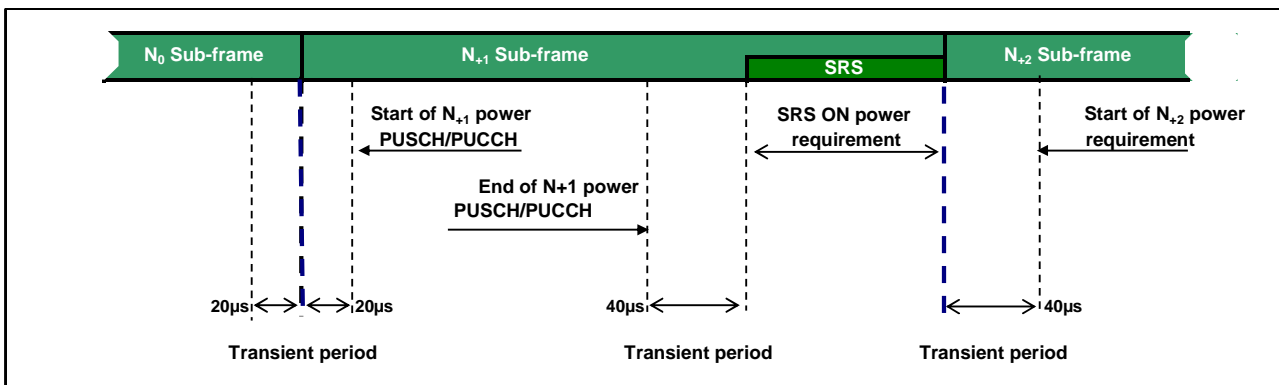 N₀ Sub-frame
N₊₁ Sub-frame
SRS
N₊₂ Sub-frame
Start of N₊₁ power
PUSCH/PUCCH
SRS ON power
requirement
Start of N₊₂ power
requirement
End of N+1 power
PUSCH/PUCCH
20µs
20µs
40µs
40µs
Transient period
Transient period
Transient period